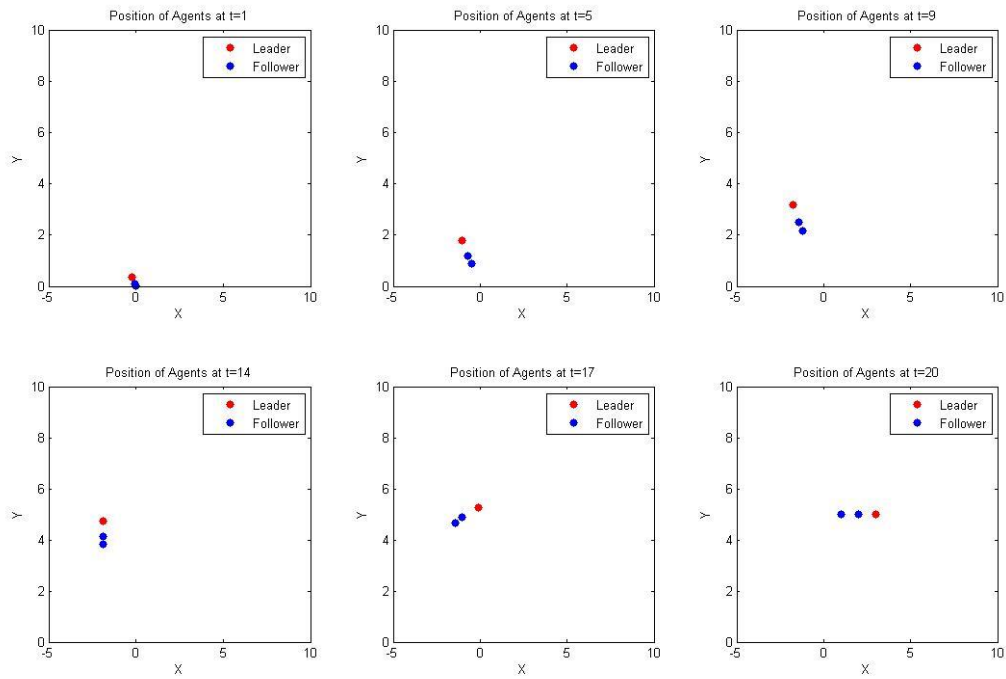 Position of Agents at t=1
10
8
6
4
2
0
-5
0
5
10
X
Y
Leader
Follower
Position of Agents at t=5
10
8
6
4
2
0
-5
0
5
10
X
Y
Leader
Follower
Position of Agents at t=9
10
8
6
4
2
0
-5
0
5
10
X
Y
Leader
Follower
Position of Agents at t=14
10
8
6
4
2
0
-5
0
5
10
X
Y
Leader
Follower
Position of Agents at t=17
10
8
6
4
2
0
-5
0
5
10
X
Y
Leader
Follower
Position of Agents at t=20
10
8
6
4
2
0
-5
0
5
10
X
Y
Leader
Follower